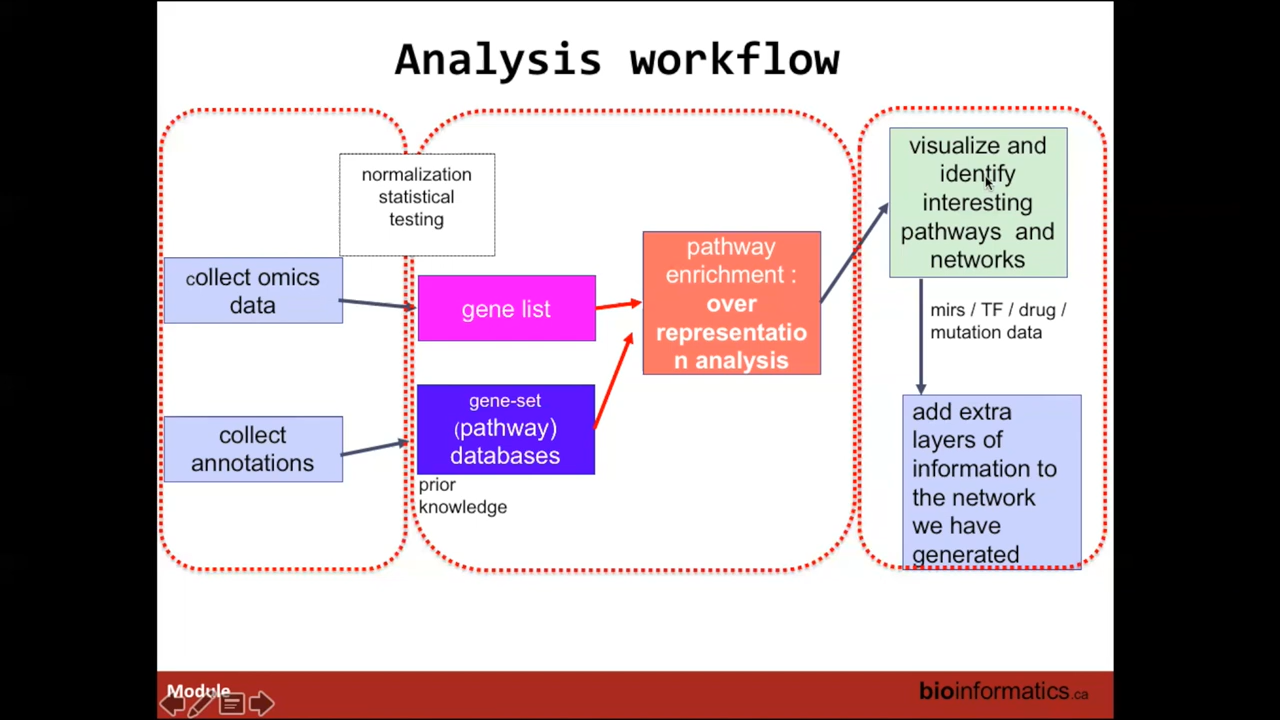 Analysis workflow
normalization
statistical
testing
collect omics
data
collect
annotations
gene list
gene-set
(pathway)
databases
prior
knowledge
pathway
enrichment :
over
representatio
n analysis
visualize and
identify
interesting
pathways and
networks
mirs / TF / drug /
mutation data
add extra
layers of
information to
the network
we have
generated
Module
bioinformatics.ca